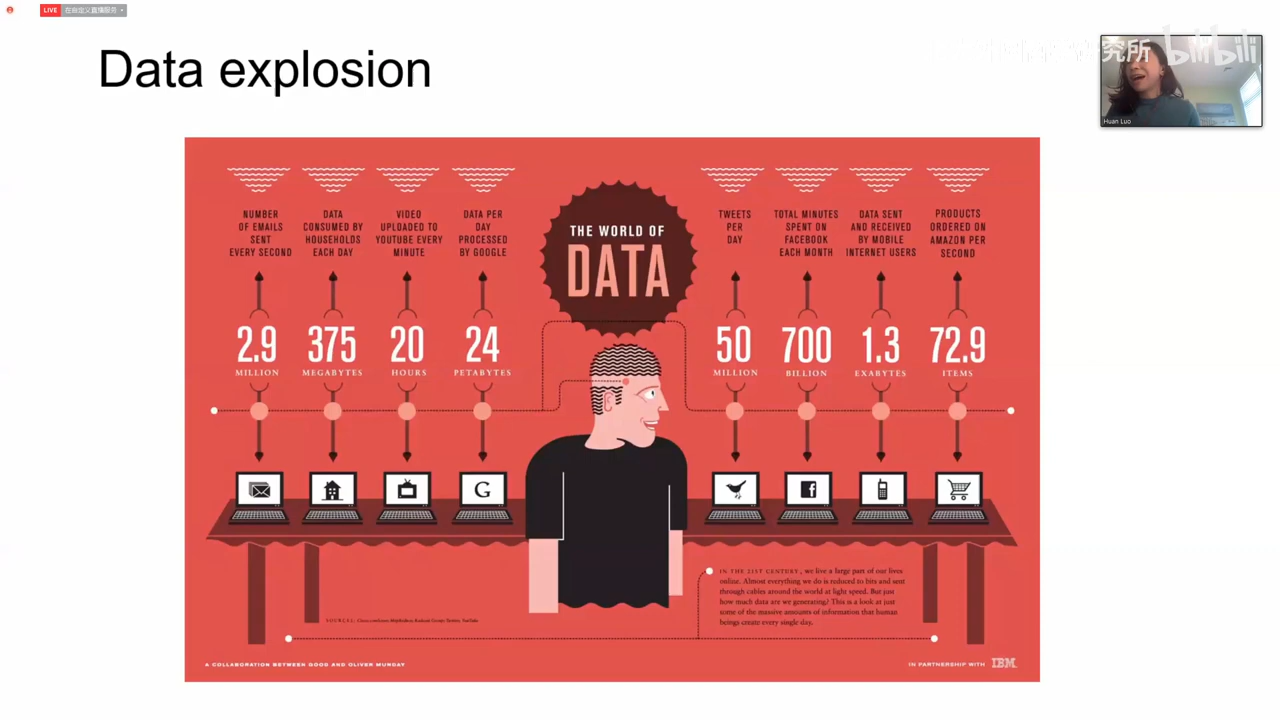 LIVE 在自定义直播服务
Data explosion
究所 bilibili
Huan Luo
NUMBER
OF EMAILS
SENT
EVERY SECOND
DATA
CONSUMED BY
HOUSEHOLDS
EACH DAY
VIDEO
UPLOADED TO
YOUTUBE EVERY
MINUTE
DATA PER
DAY
PROCESSED
BY GOOGLE
THE WORLD OF
DATA
TWEETS
PER
DAY
TOTAL MINUTES
SPENT ON
FACEBOOK
EACH MONTH
DATA SENT
AND RECEIVED
BY MOBILE
INTERNET USERS
PRODUCTS
ORDERED ON
AMAZON PER
SECOND
2.9
MILLION
375
MEGABYTES
20
HOURS
24
PETABYTES
50
MILLION
700
BILLION
1.3
EXABYTES
72.9
ITEMS
G
f
IN THE 21ST CENTURY, we live a large part of our lives
online. Almost everything we do is reduced to bits and sent
through cables around the world at light speed. But just
how much data are we generating? This is a look at just
some of the massive amounts of information that human
beings create every single day.
A COLLABORATION BETWEEN GOOD AND OLIVER MUNDAY
IN PARTNERSHIP WITH IBM